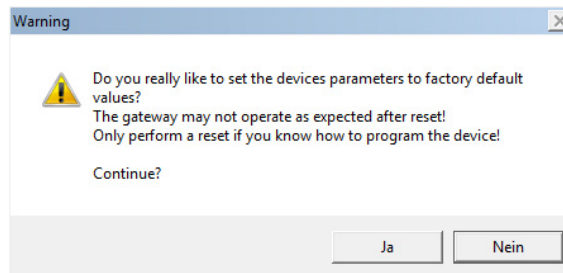 Warning
Do you really like to set the devices parameters to factory default
values?
The gateway may not operate as expected after reset!
Only perform a reset if you know how to program the device!
Continue?
Ja
Nein